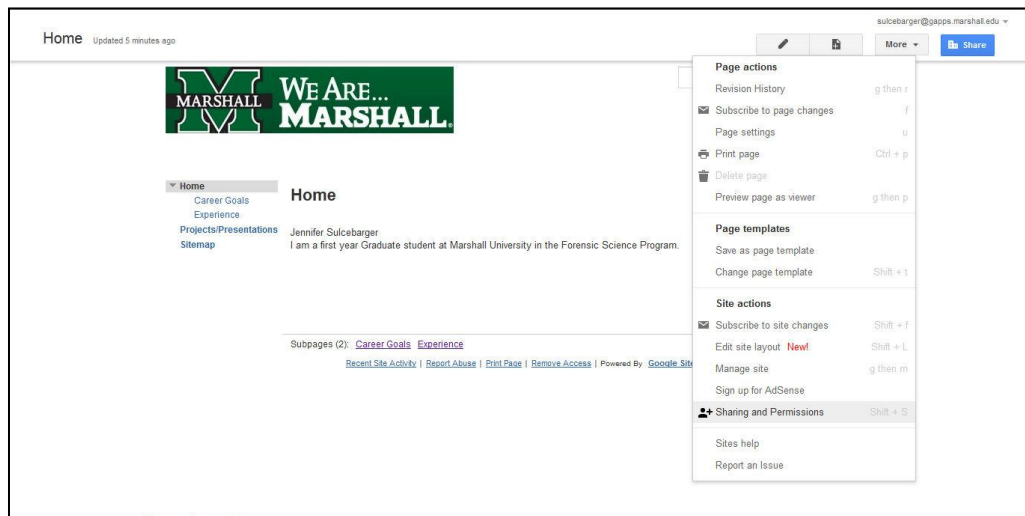 sulcebarger@gapps.marshall.edu
Home Updated 5 minutes ago
More
Share
MARSHALL
WE ARE...
MARSHALL.
Home
Career Goals
Experience
Projects/Presentations
Sitemap
Home
Jennifer Sulcebarger
I am a first year Graduate student at Marshall University in the Forensic Science Program.
Subpages (2): Career Goals Experience
Recent Site Activity | Report Abuse | Print Page | Remove Access | Powered By Google Sit
Page actions
Revision History g then r
Subscribe to page changes f
Page settings u
Print page Ctrl + p
Delete page
Preview page as viewer g then p
Page templates
Save as page template
Change page template Shift + t
Site actions
Subscribe to site changes Shift + f
Edit site layout New! Shift + L
Manage site g then m
Sign up for AdSense
Sharing and Permissions Shift + S
Sites help
Report an Issue